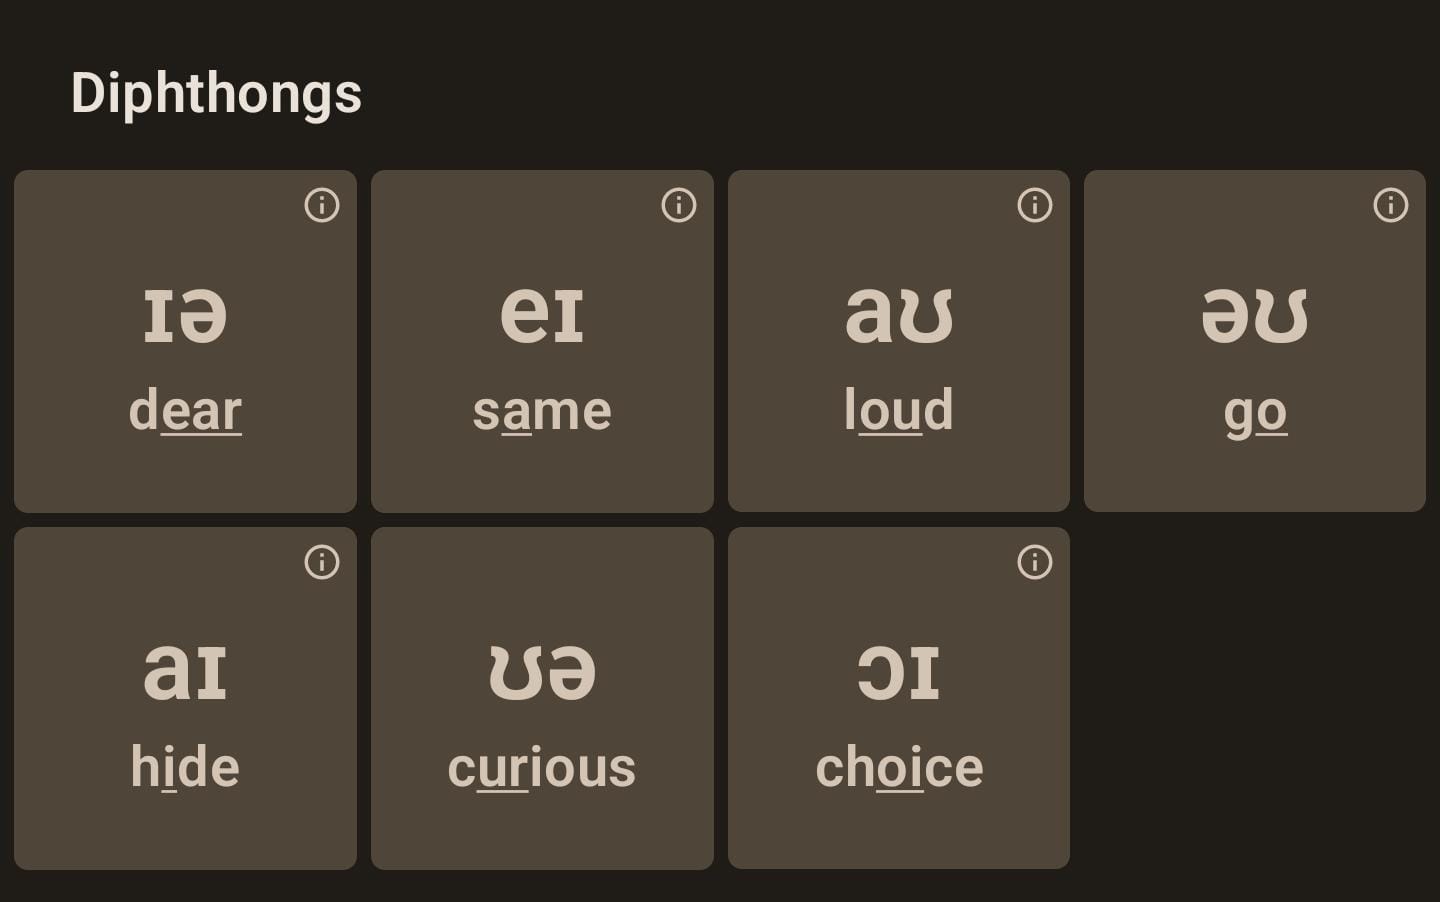 Diphthongs
ɪə
dear
eɪ
same
aʊ
loud
əʊ
go
aɪ
hide
ʊə
curious
ɔɪ
choice